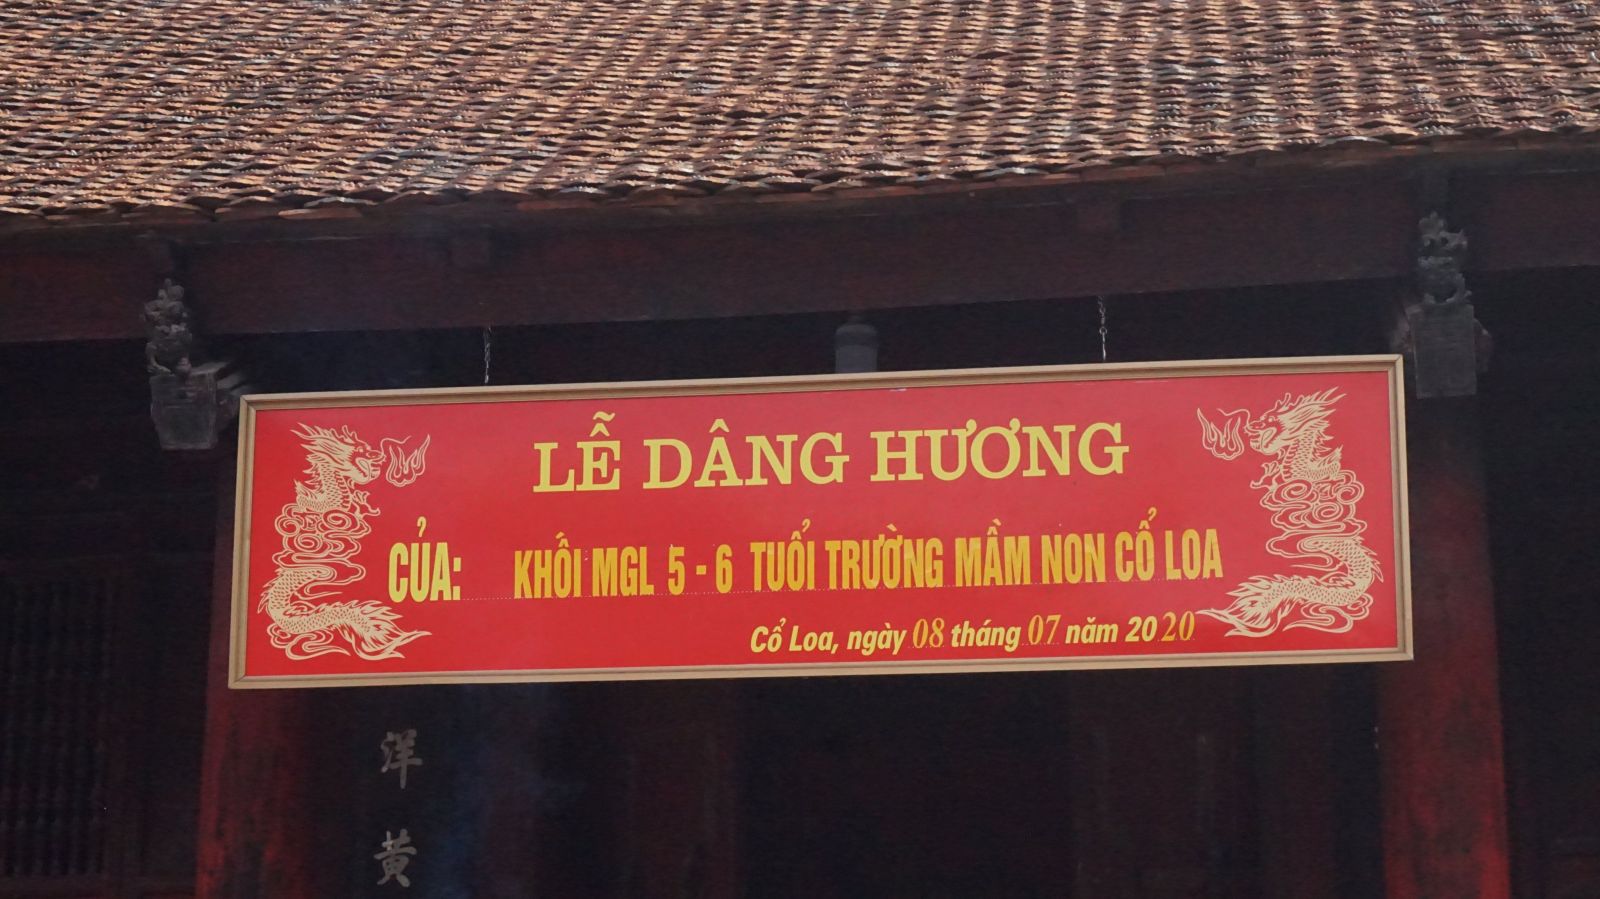 LỄ DÂNG HƯƠNG
CỦA: KHỐI MGL 5 - 6 TUỔI TRƯỜNG MẦM NON CỔ LOA
Cổ Loa, ngày 08 tháng 07 năm 2020
洋
黄